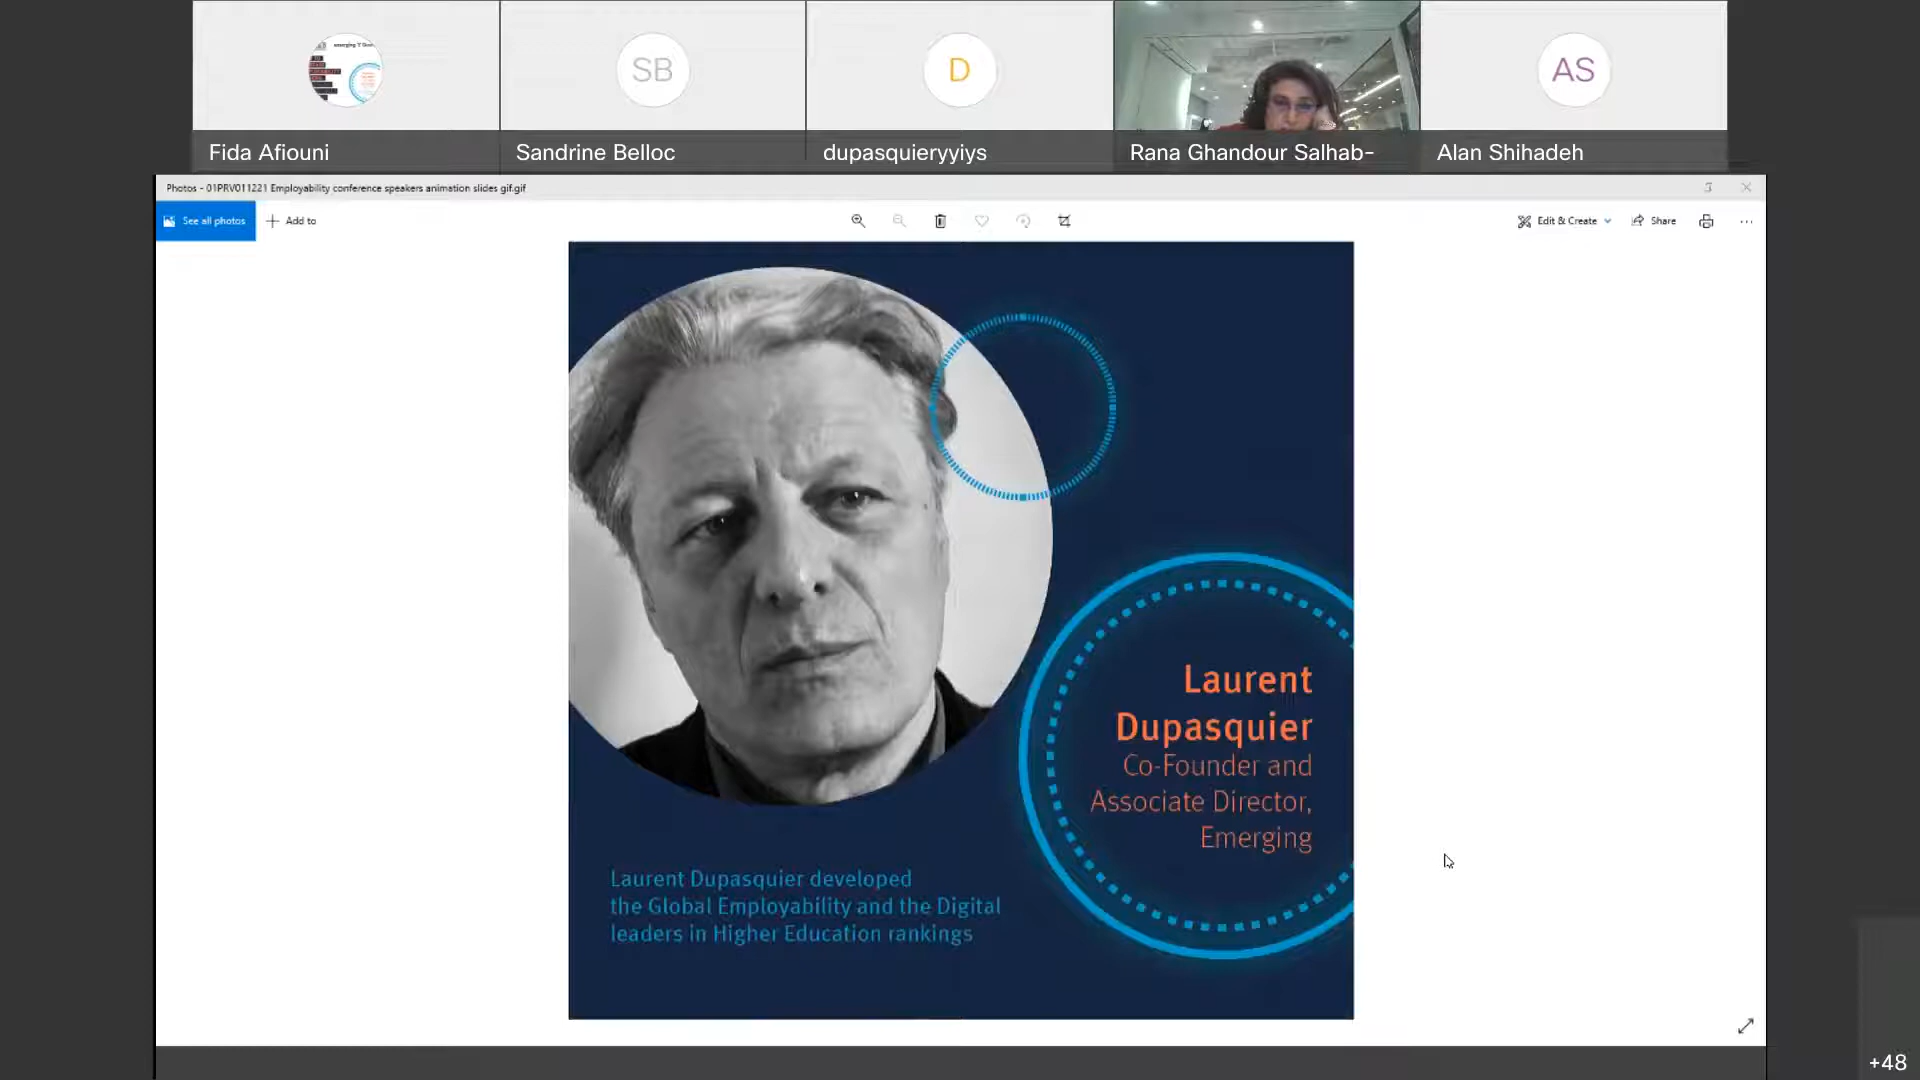 emerging
SB
D
AS
Fida Afiouni
Sandrine Belloc
dupasquieryyiys
Rana Ghandour Salhab-
Alan Shihadeh
Photos - 01PRV011221 Employability conference speakers animation slides gif.gif
See all photos
Add to
Edit & Create
Share
Laurent
Dupasquier
Co-Founder and
Associate Director,
Emerging
Laurent Dupasquier developed
the Global Employability and the Digital
leaders in Higher Education rankings
+48